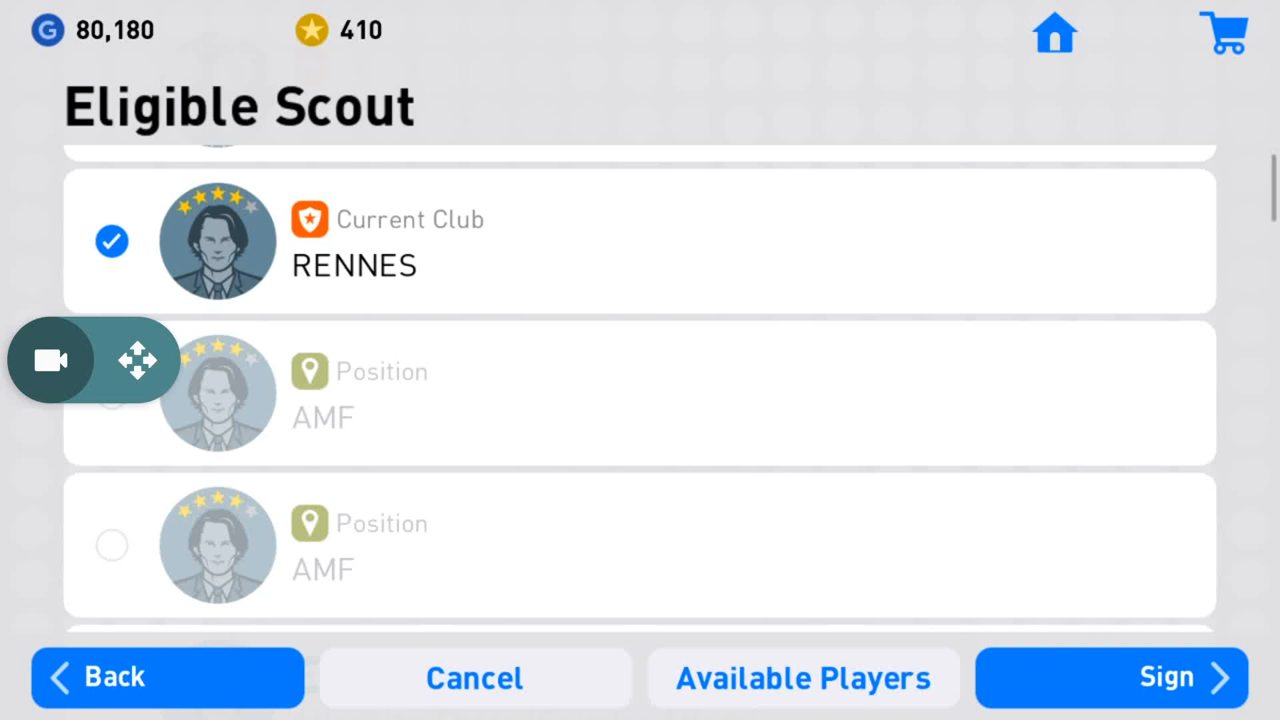 G 80,180
410
Eligible Scout
Current Club
RENNES
Position
AMF
Position
AMF
Back
Cancel
Available Players
Sign